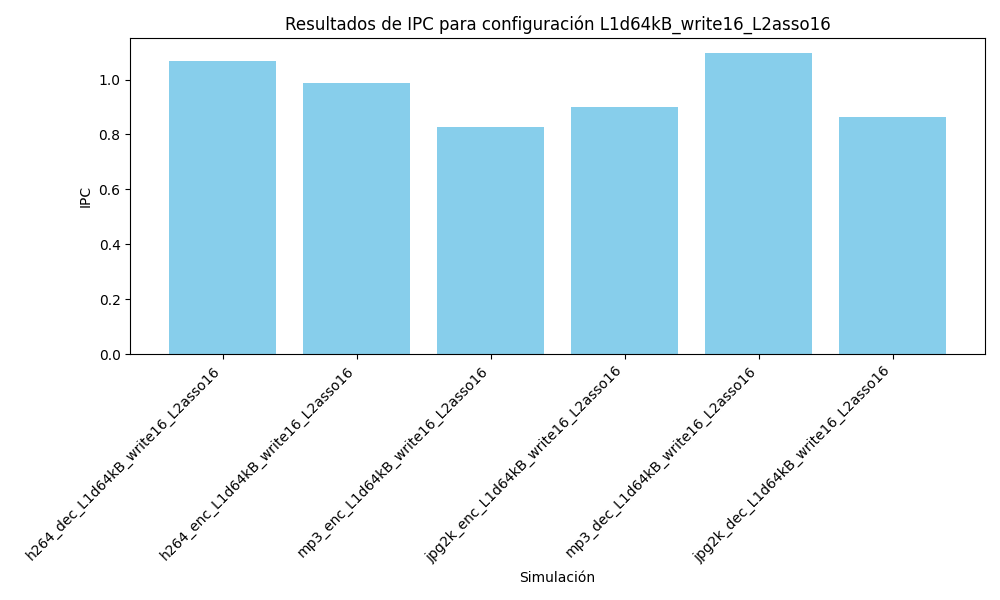 Resultados de IPC para configuración L1d64kB_write16_L2asso16
IPC
1.0
0.8
0.6
0.4
0.2
0.0
h264_dec_L1d64kB_write16_L2asso16
h264_enc_L1d64kB_write16_L2asso16
mp3_enc_L1d64kB_write16_L2asso16
jpg2k_enc_L1d64kB_write16_L2asso16
mp3_dec_L1d64kB_write16_L2asso16
jpg2k_dec_L1d64kB_write16_L2asso16
Simulación